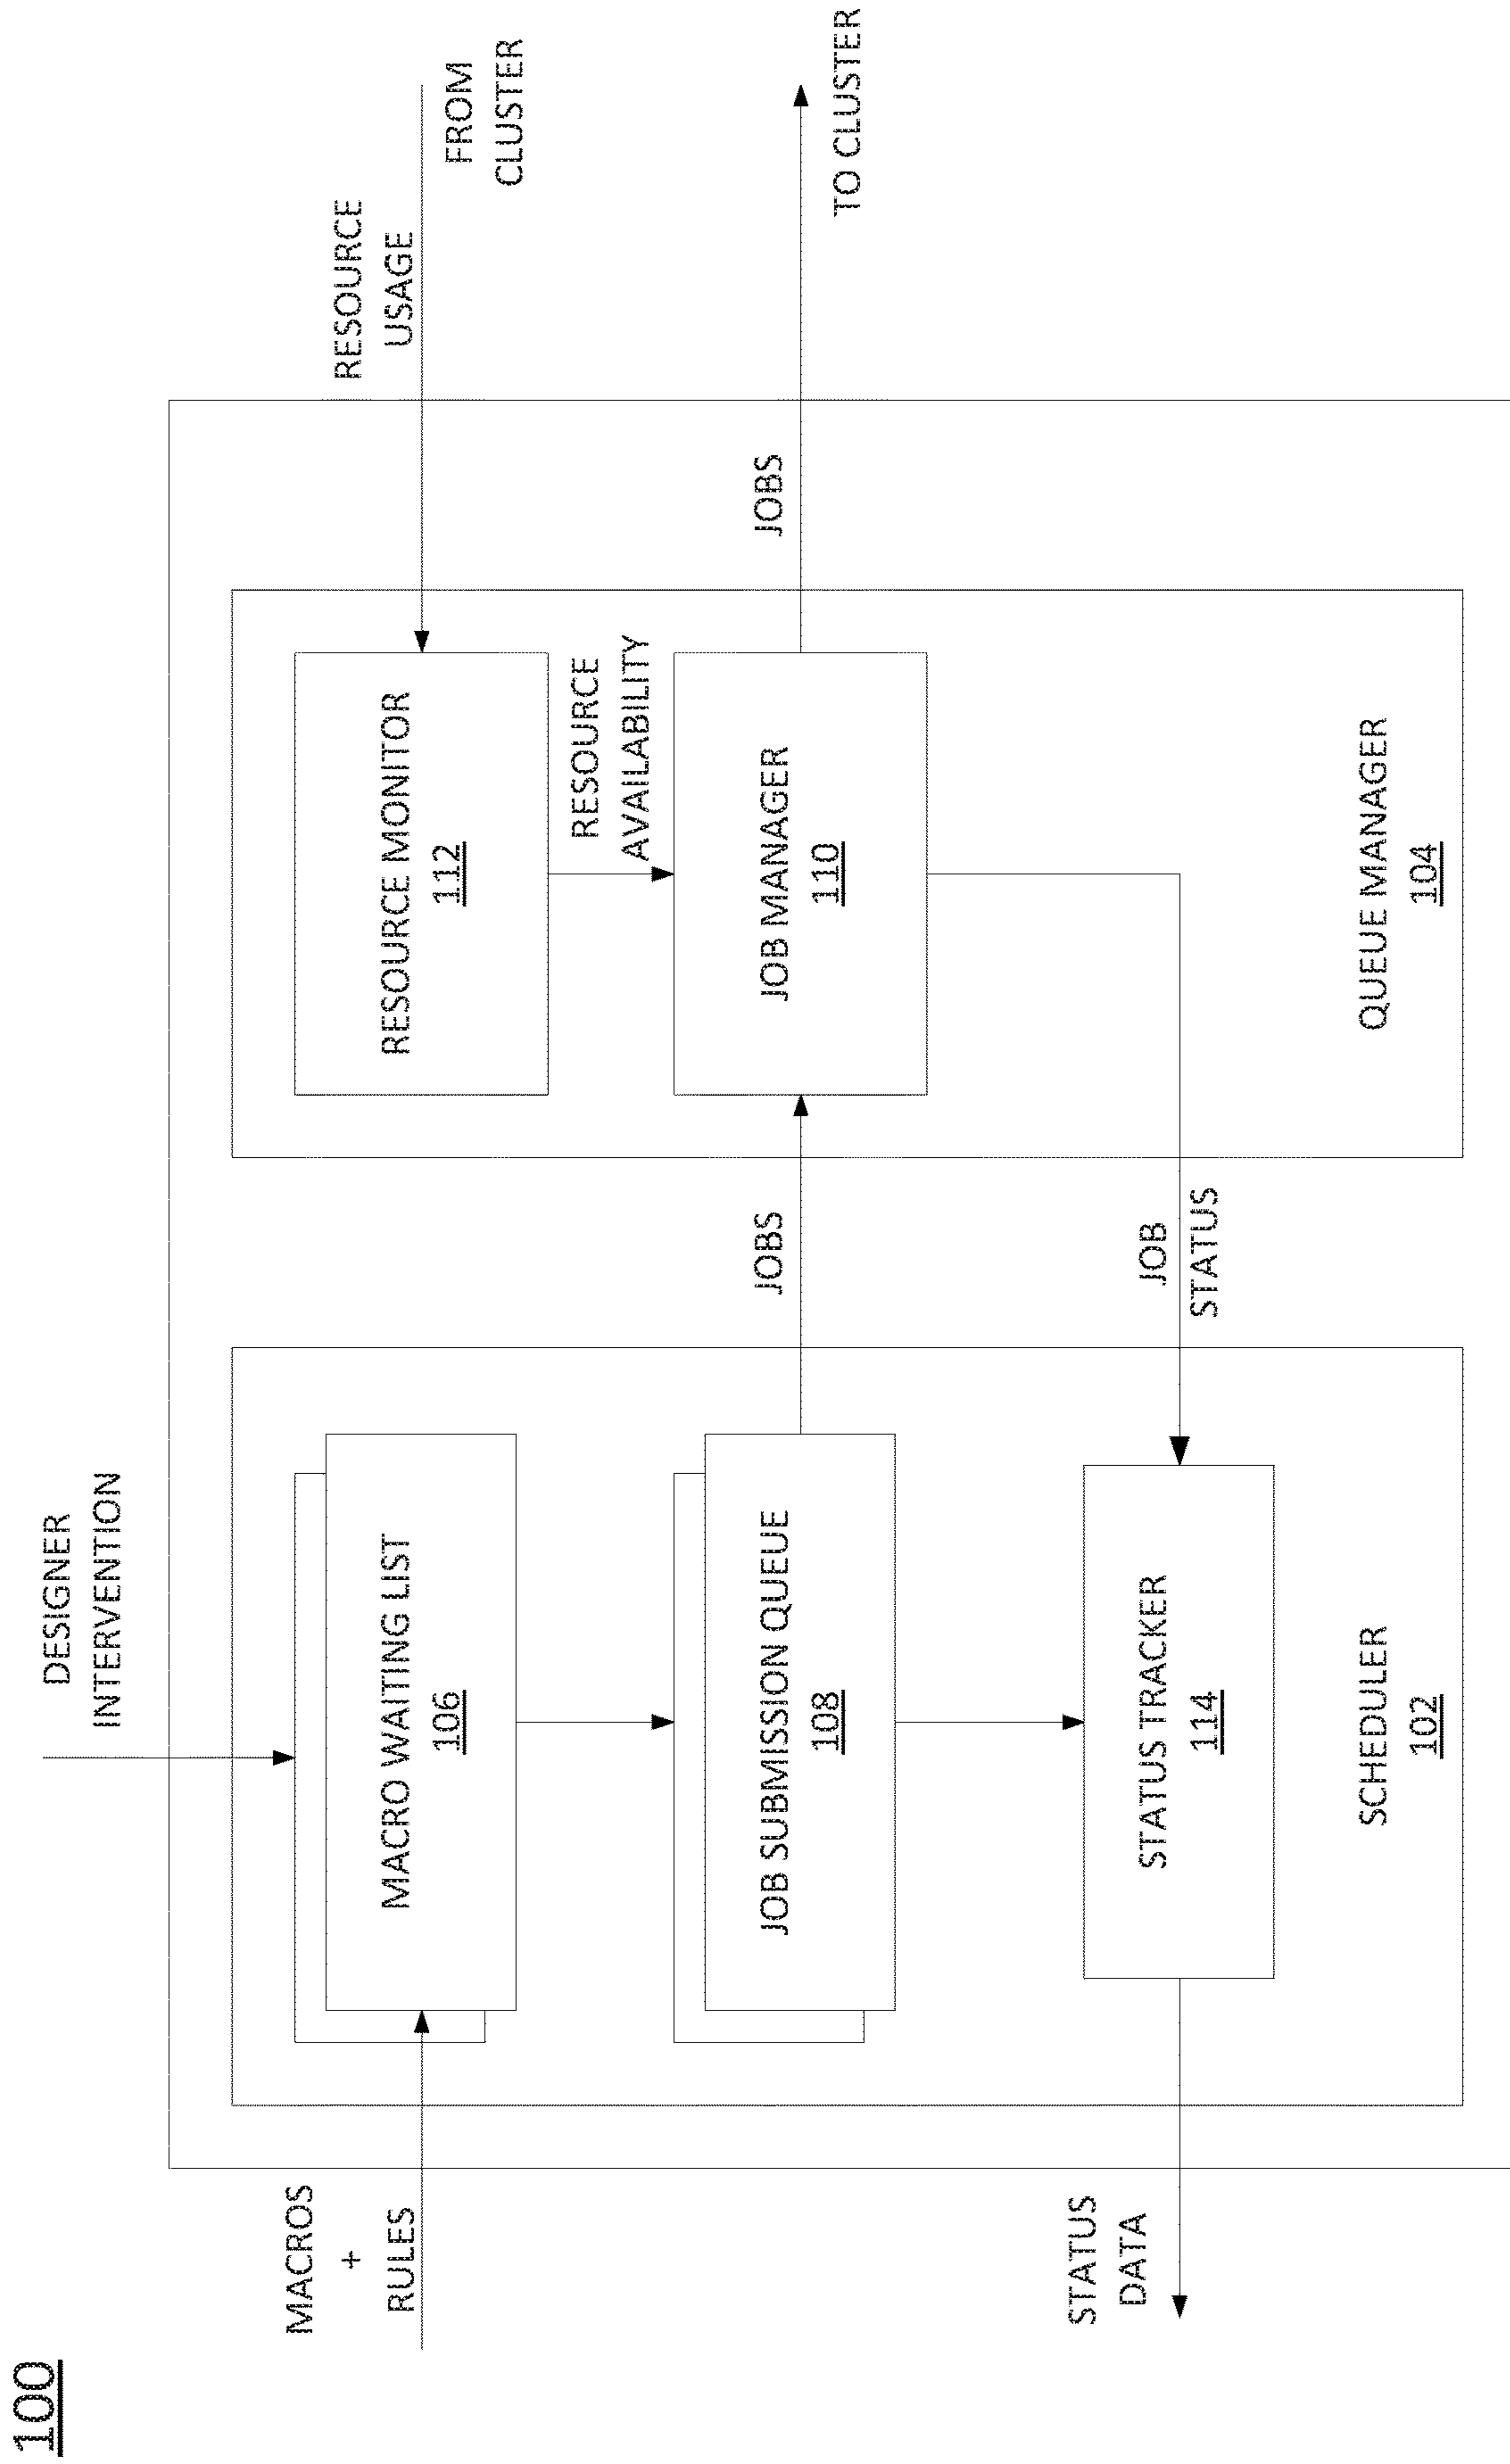 100
DESIGNER
INTERVENTION
MACROS
+
RULES
MACRO WAITING LIST
106
RESOURCE MONITOR
112
RESOURCE
USAGE
FROM
CLUSTER
RESOURCE
AVAILABILITY
JOB SUBMISSION QUEUE
108
JOBS
JOB MANAGER
110
JOBS
TO CLUSTER
STATUS
DATA
STATUS TRACKER
114
JOB
STATUS
SCHEDULER
102
QUEUE MANAGER
104